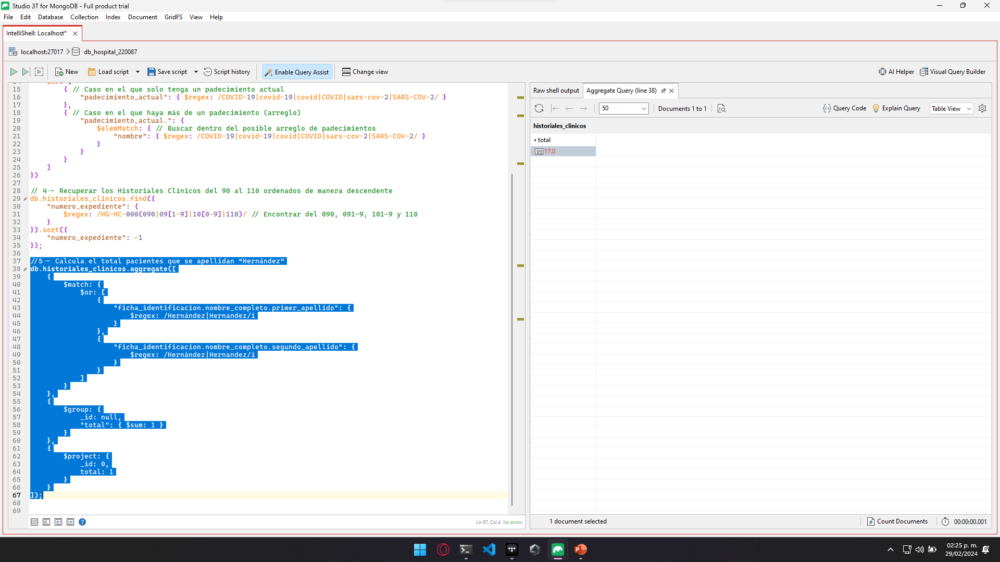 Studio 3T for MongoDB - Full product trial
File Edit Database Collection Index Document GridFS View Help
IntelliShell: Localhost*
localhost:27017 db_hospital_220087
New Load script Save script Script history Enable Query Assist Change view AI Helper Visual Query Builder
15 { // Caso en el que solo tenga un padecimiento actual
16 "padecimiento_actual": { $regex: /COVID-19|covid-19|covid|COVID|sars-cov-2|SARS-COV-2/ }
17 },
18 { // Caso en el que haya más de un padecimiento (arreglo)
19 "padecimiento_actual.": {
20 $elemMatch: { // Buscar dentro del posible arreglo de padecimientos
21 "nombre": { $regex: /COVID-19|covid-19|covid|COVID|sars-cov-2|SARS-COV-2/ }
22 }
23 }
24 }
25 ]
26 })
27
28 // 4.- Recuperar los Historiales Clínicos del 90 al 110 ordenados de manera descendente
29 db.historiales_clinicos.find({
30 "numero_expediente": {
31 $regex: /HG-HC-000(090|09[1-9]|10[0-9]|110)/ // Encontrar del 090, 091-9, 101-9 y 110
32 }
33 }).sort({
34 "numero_expediente": -1
35 });
36
37 //5.- Calcula el total pacientes que se apellidan “Hernández”
38 db.historiales_clinicos.aggregate([
39 {
40 $match: {
41 $or: [
42 {
43 "ficha_identificacion.nombre_completo.primer_apellido": {
44 $regex: /Hernández|Hernandez/i
45 }
46 },
47 {
48 "ficha_identificacion.nombre_completo.segundo_apellido": {
49 $regex: /Hernández|Hernandez/i
50 }
51 }
52 ]
53 }
54 },
55 {
56 $group: {
57 _id: null,
58 "total": { $sum: 1 }
59 }
60 },
61 {
62 $project: {
63 _id: 0,
64 total: 1
65 }
66 }
67 ]);
68
69
Lin 67, Col 4 No errors
Raw shell output Aggregate Query (line 38)
50 Documents 1 to 1 Query Code Explain Query Table View
historiales_clinicos
total
123 17.0
1 document selected Count Documents 00:00:00.001
02:25 p. m.
29/02/2024